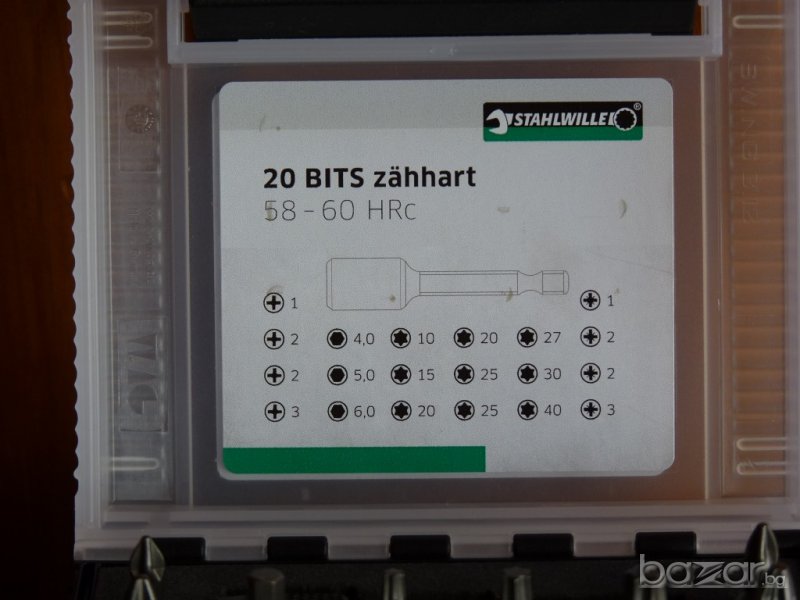 STAHLWILLE®
20 BITS zähhart
58 - 60 HRc
1 1
2 4,0 10 20 27 2
2 5,0 15 25 30 2
3 6,0 20 25 40 3
bazar.bg